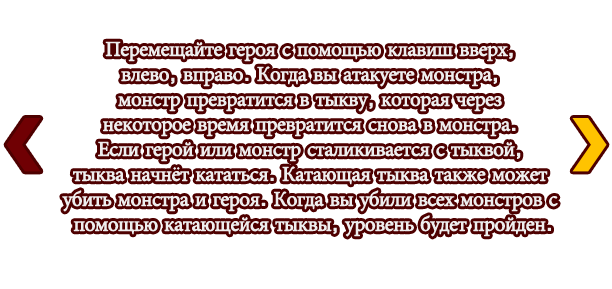 Перемещайте героя с помощью клавиш вверх,
влево, вправо. Когда вы атакуете монстра,
монстр превратится в тыкву, которая через
некоторое время превратится снова в монстра.
Если герой или монстр сталикивается с тыквой,
тыква начнёт кататься. Катающая тыква также может
убить монстра и героя. Когда вы убили всех монстров с
помощью катающейся тыквы, уровень будет пройден.